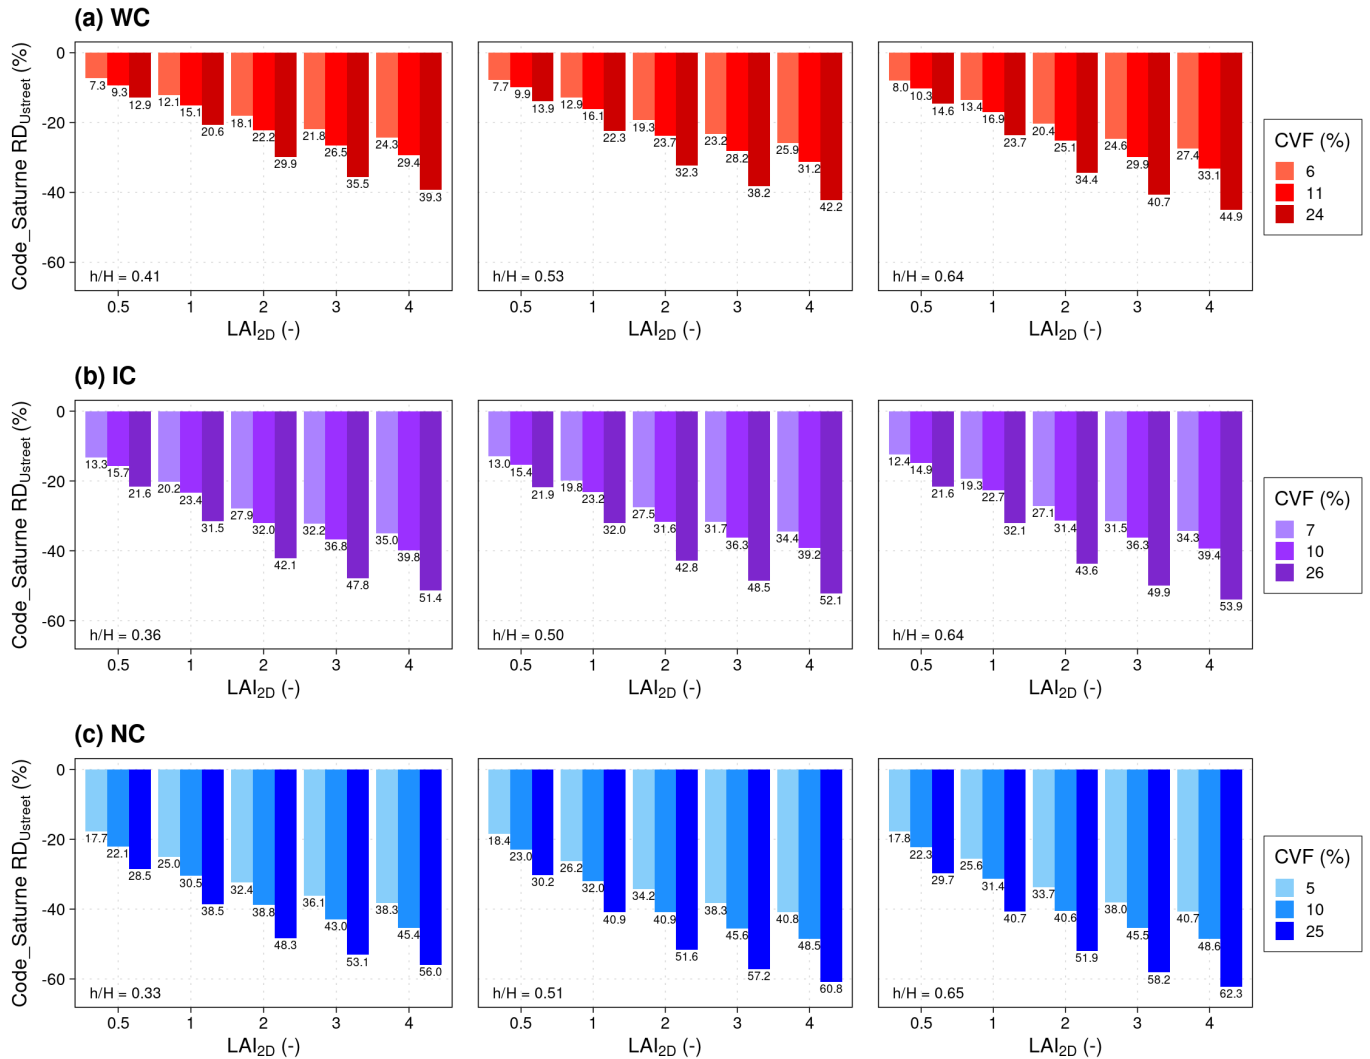 (a) WC
Code_Saturne RD_Ustreet (%)
0
-20
-40
-60
7.3 9.3 12.9 12.1 15.1 20.6 18.1 22.2 29.9 21.8 26.5 35.5 24.3 29.4 39.3
h/H = 0.41
0.5 1 2 3 4
LAI2D (-)
7.7 9.9 13.9 12.9 16.1 22.3 19.3 23.7 32.3 23.2 28.2 38.2 25.9 31.2 42.2
h/H = 0.53
0.5 1 2 3 4
LAI2D (-)
8.0 10.3 14.6 13.4 16.9 23.7 20.4 25.1 34.4 24.6 29.9 40.7 27.4 33.1 44.9
h/H = 0.64
0.5 1 2 3 4
LAI2D (-)
CVF (%)
6
11
24
(b) IC
Code_Saturne RD_Ustreet (%)
0
-20
-40
-60
13.3 15.7 21.6 20.2 23.4 31.5 27.9 32.0 42.1 32.2 36.8 47.8 35.0 39.8 51.4
h/H = 0.36
0.5 1 2 3 4
LAI2D (-)
13.0 15.4 21.9 19.8 23.2 32.0 27.5 31.6 42.8 31.7 36.3 48.5 34.4 39.2 52.1
h/H = 0.50
0.5 1 2 3 4
LAI2D (-)
12.4 14.9 21.6 19.3 22.7 32.1 27.1 31.4 43.6 31.5 36.3 49.9 34.3 39.4 53.9
h/H = 0.64
0.5 1 2 3 4
LAI2D (-)
CVF (%)
7
10
26
(c) NC
Code_Saturne RD_Ustreet (%)
0
-20
-40
-60
17.7 22.1 28.5 25.0 30.5 38.5 32.4 38.8 48.3 36.1 43.0 53.1 38.3 45.4 56.0
h/H = 0.33
0.5 1 2 3 4
LAI2D (-)
18.4 23.0 30.2 26.2 32.0 40.9 34.2 40.9 51.6 38.3 45.6 57.2 40.8 48.5 60.8
h/H = 0.51
0.5 1 2 3 4
LAI2D (-)
17.8 22.3 29.7 25.6 31.4 40.7 33.7 40.6 51.9 38.0 45.5 58.2 40.7 48.6 62.3
h/H = 0.65
0.5 1 2 3 4
LAI2D (-)
CVF (%)
5
10
25